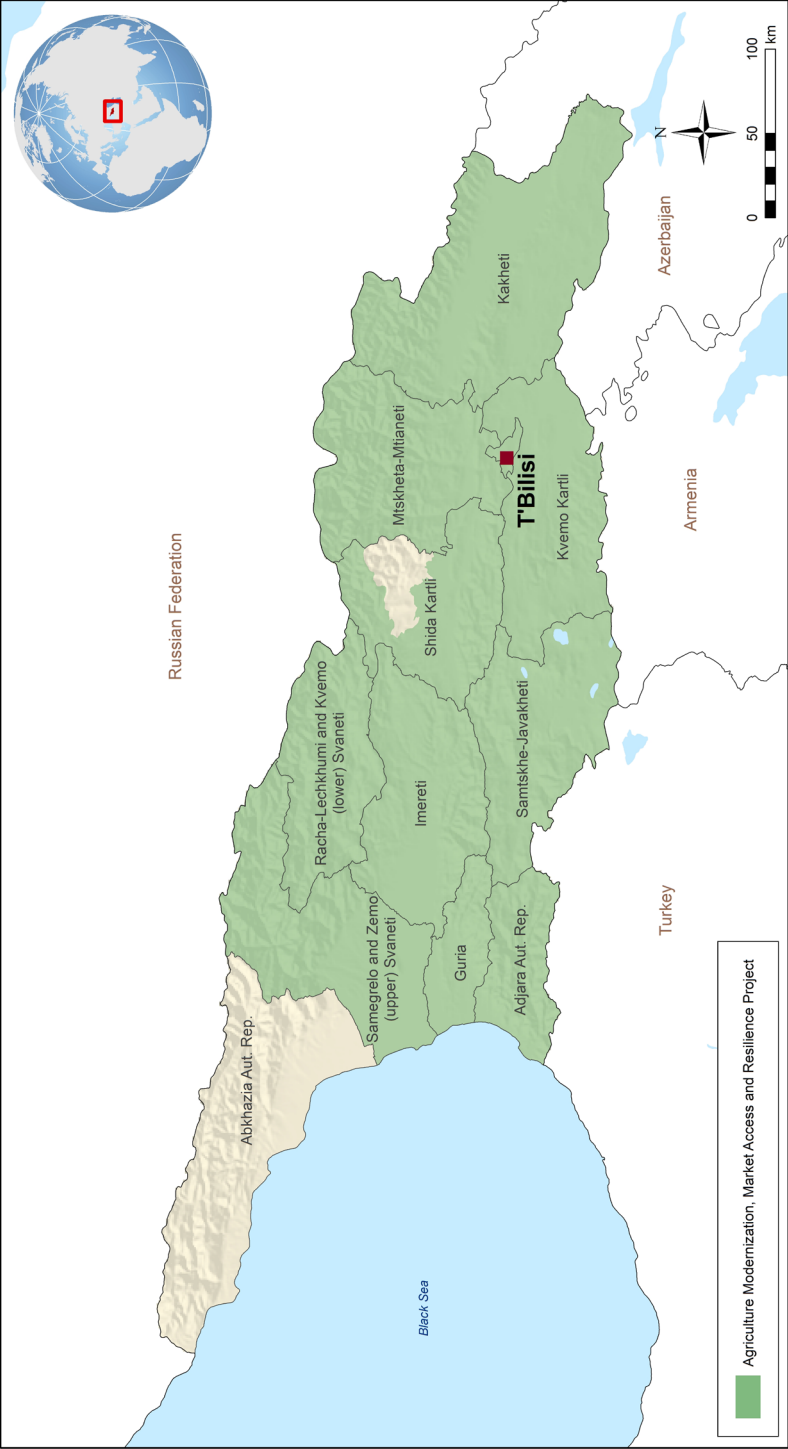 Russian Federation
Abkhazia Aut. Rep.
Racha-Lechkhumi and Kvemo
(lower) Svaneti
Samegrelo and Zemo
(upper) Svaneti
Mtskheta-Mtianeti
Imereti
Shida Kartli
Guria
Kakheti
Black Sea
Adjara Aut. Rep.
Samtskhe-Javakheti
T'Bilisi
Kvemo Kartli
Turkey
Armenia
Azerbaijan
N
Agriculture Modernization, Market Access and Resilience Project
0 50 100
km